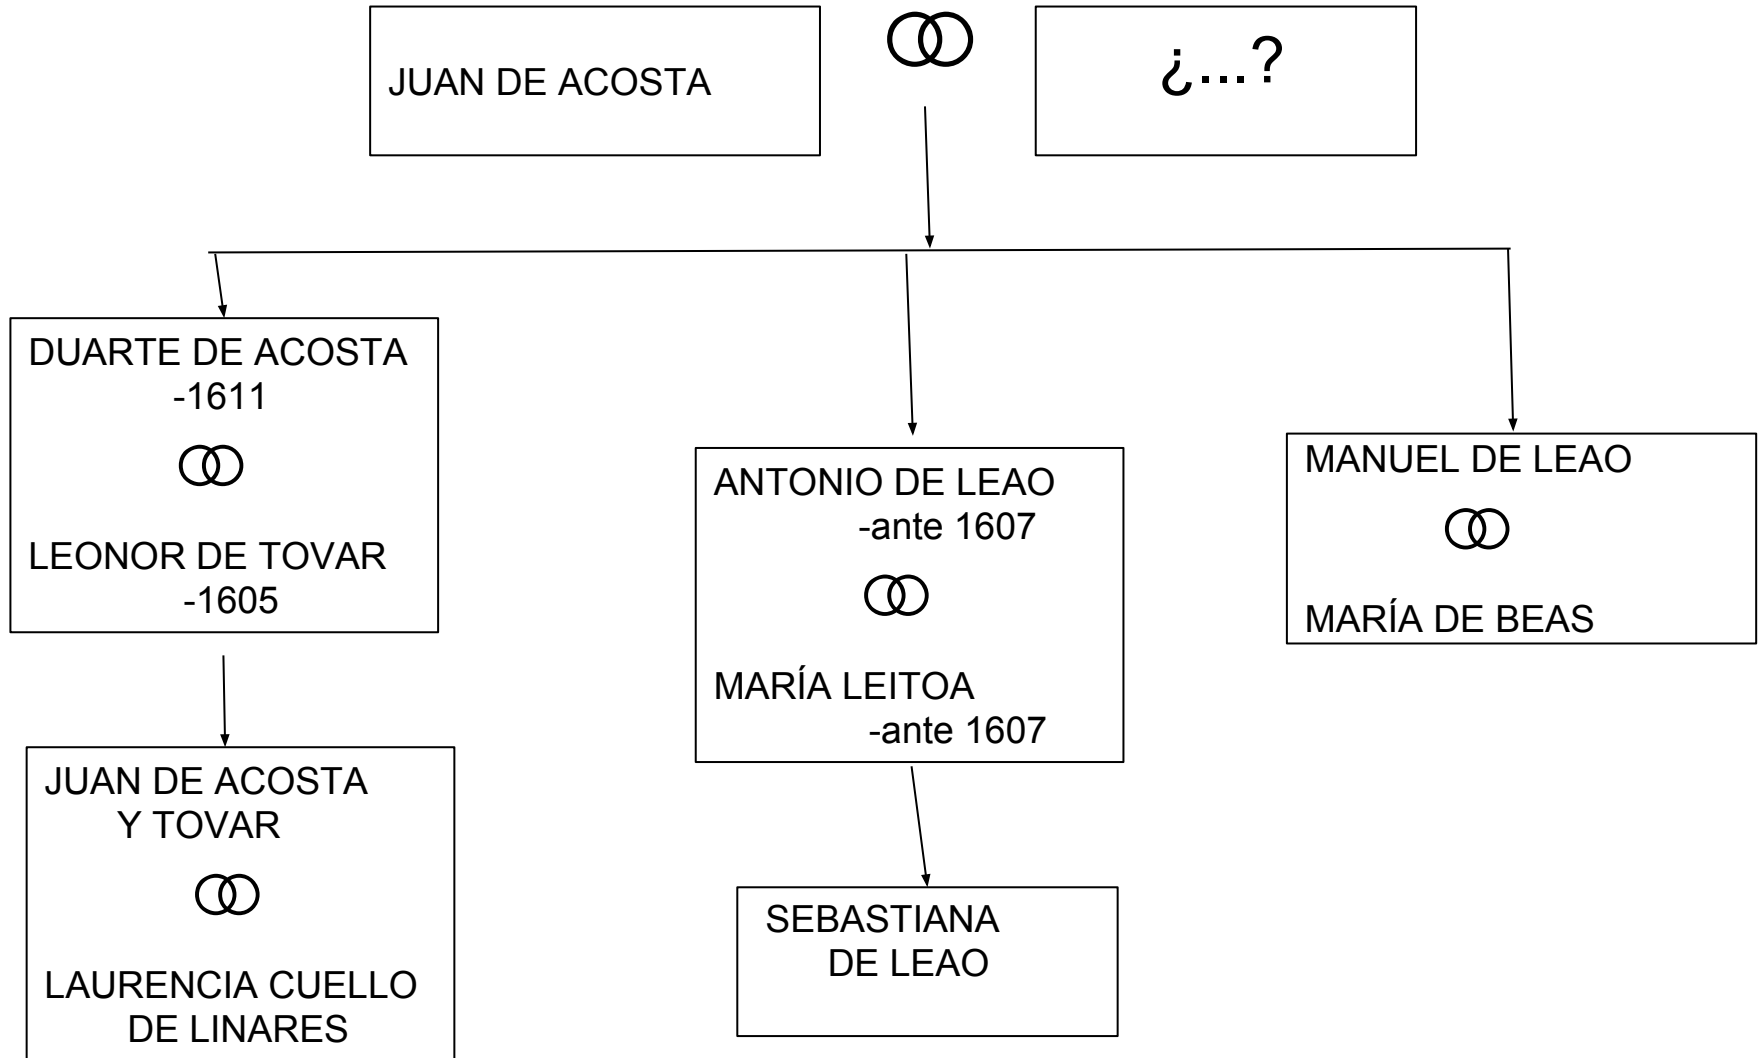 JUAN DE ACOSTA
¿...?
DUARTE DE ACOSTA
-1611
LEONOR DE TOVAR
-1605
ANTONIO DE LEAO
-ante 1607
MARÍA LEITOA
-ante 1607
MANUEL DE LEAO
MARÍA DE BEAS
JUAN DE ACOSTA
Y TOVAR
LAURENCIA CUELLO
DE LINARES
SEBASTIANA
DE LEAO